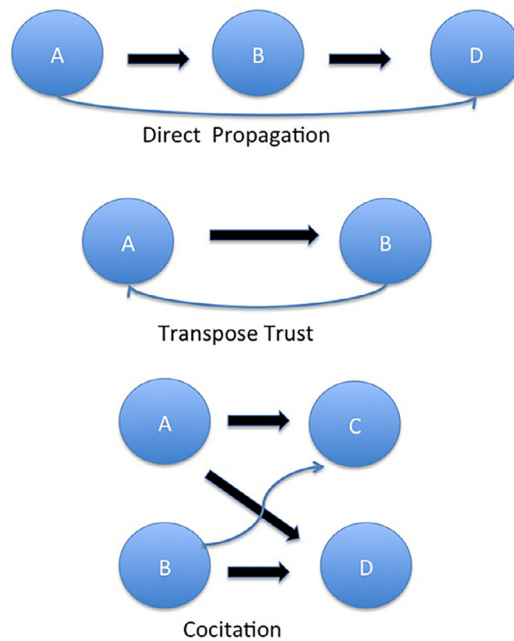 A B D
Direct Propagation
A B
Transpose Trust
A C
B D
Cocitation